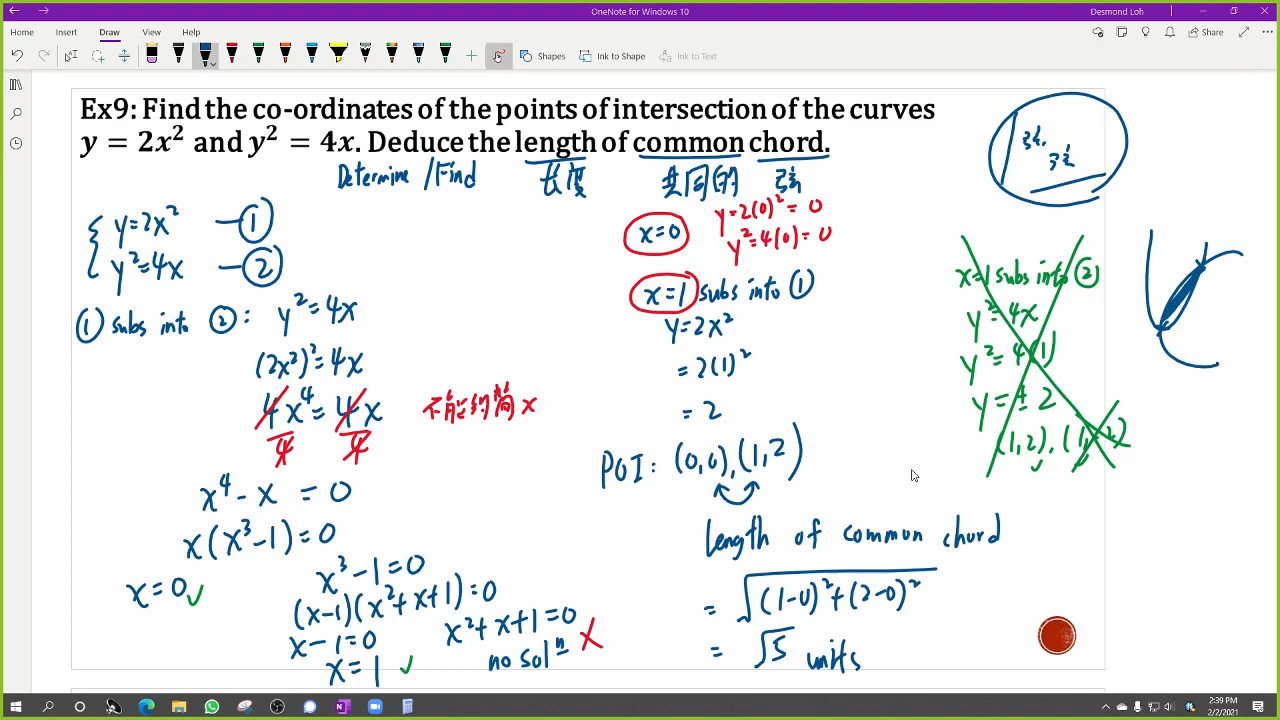 OneNote for Windows 10
Desmond Loh
Home Insert Draw View Help
Share
Shapes Ink to Shape Ink to Text
Ex9: Find the co-ordinates of the points of intersection of the curves
y = 2x² and y² = 4x. Deduce the length of common chord.
Determine /Find 长度 共同的 弦
弦
弦
{ y=2x² —①
y²=4x —②
① subs into ②: y²=4x
(2x²)²=4x
4x⁴=4x 不能约简x
4 4
x⁴-x = 0
x(x³-1)=0
x=0 ✓
x³-1=0
(x-1)(x²+x+1)=0
x-1=0 x²+x+1=0
x=1 ✓ no solⁿ ✗
x=0 y=2(0)²=0
y²=4(0)=0
x=1 subs into ①
y=2x²
=2(1)²
=2
POI: (0,0),(1,2)
length of common chord
= √(1-0)²+(2-0)²
= √5 units
x=1 subs into ②
y²=4x
y²=4(1)
y=±2
(1,2), (1,-2)
✓
2:39 PM
2/2/2021